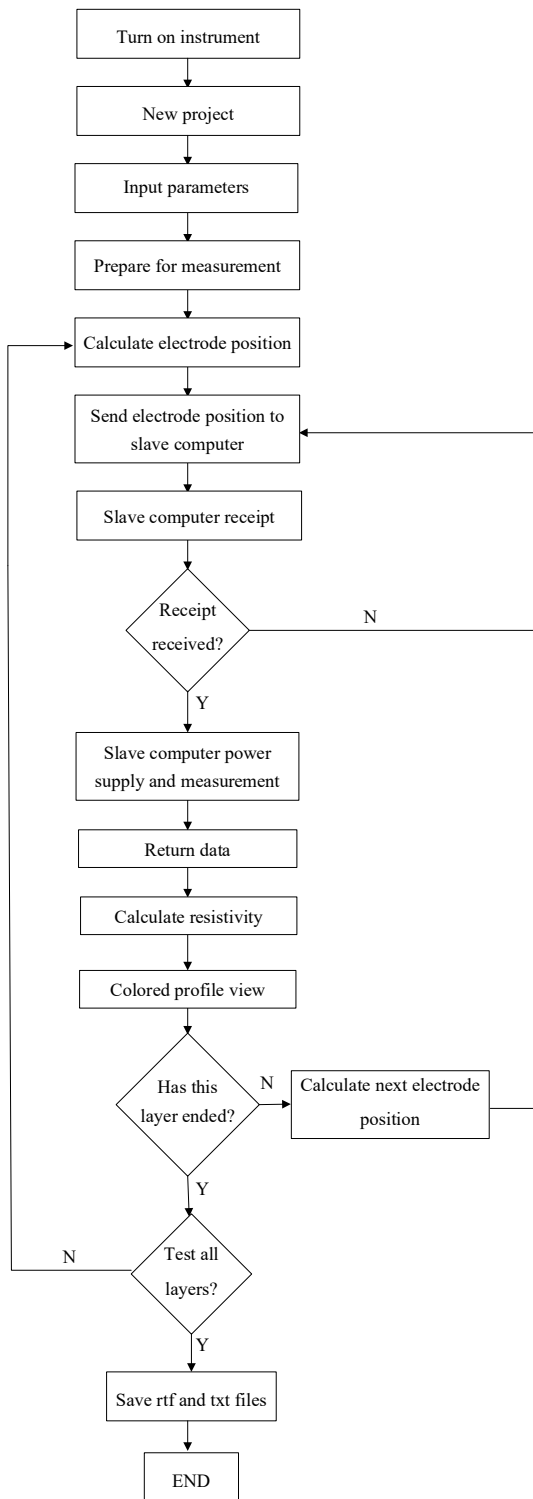 Turn on instrument
New project
Input parameters
Prepare for measurement
Calculate electrode position
Send electrode position to
slave computer
Slave computer receipt
Receipt
received?
N
Y
Slave computer power
supply and measurement
Return data
Calculate resistivity
Colored profile view
Has this
layer ended?
N
Calculate next electrode
position
Y
Test all
layers?
N
Y
Save rtf and txt files
END